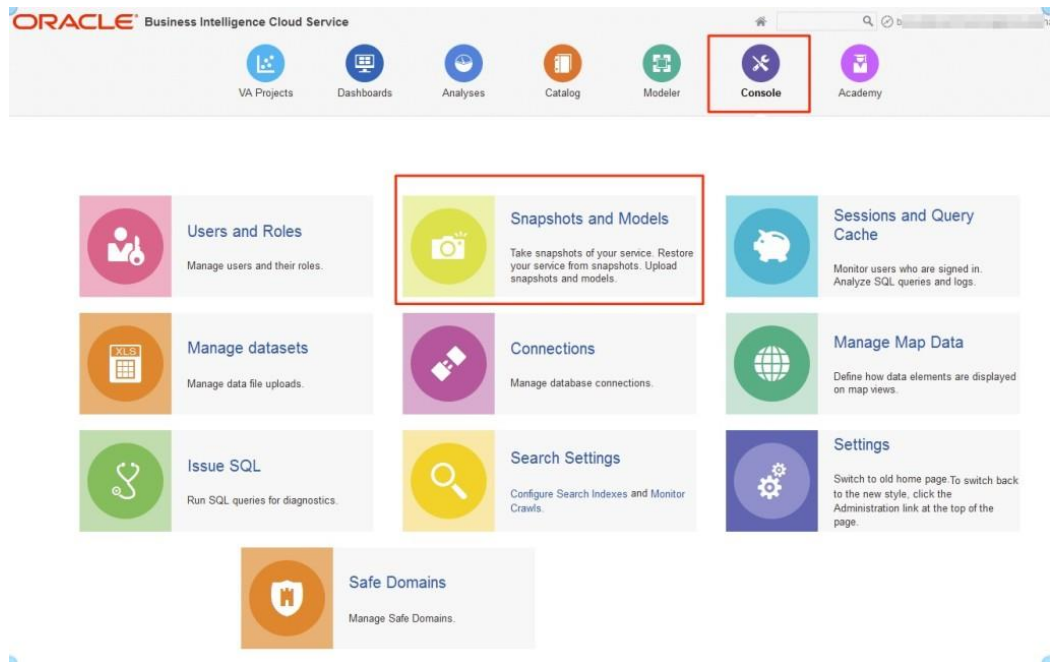 ORACLE® Business Intelligence Cloud Service
VA Projects
Dashboards
Analyses
Catalog
Modeler
Console
Academy
Users and Roles
Manage users and their roles.
Snapshots and Models
Take snapshots of your service. Restore
your service from snapshots. Upload
snapshots and models.
Sessions and Query
Cache
Monitor users who are signed in.
Analyze SQL queries and logs.
XLS
Manage datasets
Manage data file uploads.
Connections
Manage database connections.
Manage Map Data
Define how data elements are displayed
on map views.
Issue SQL
Run SQL queries for diagnostics.
Search Settings
Configure Search Indexes and Monitor
Crawls.
Settings
Switch to old home page.To switch back
to the new style, click the
Administration link at the top of the
page.
Safe Domains
Manage Safe Domains.